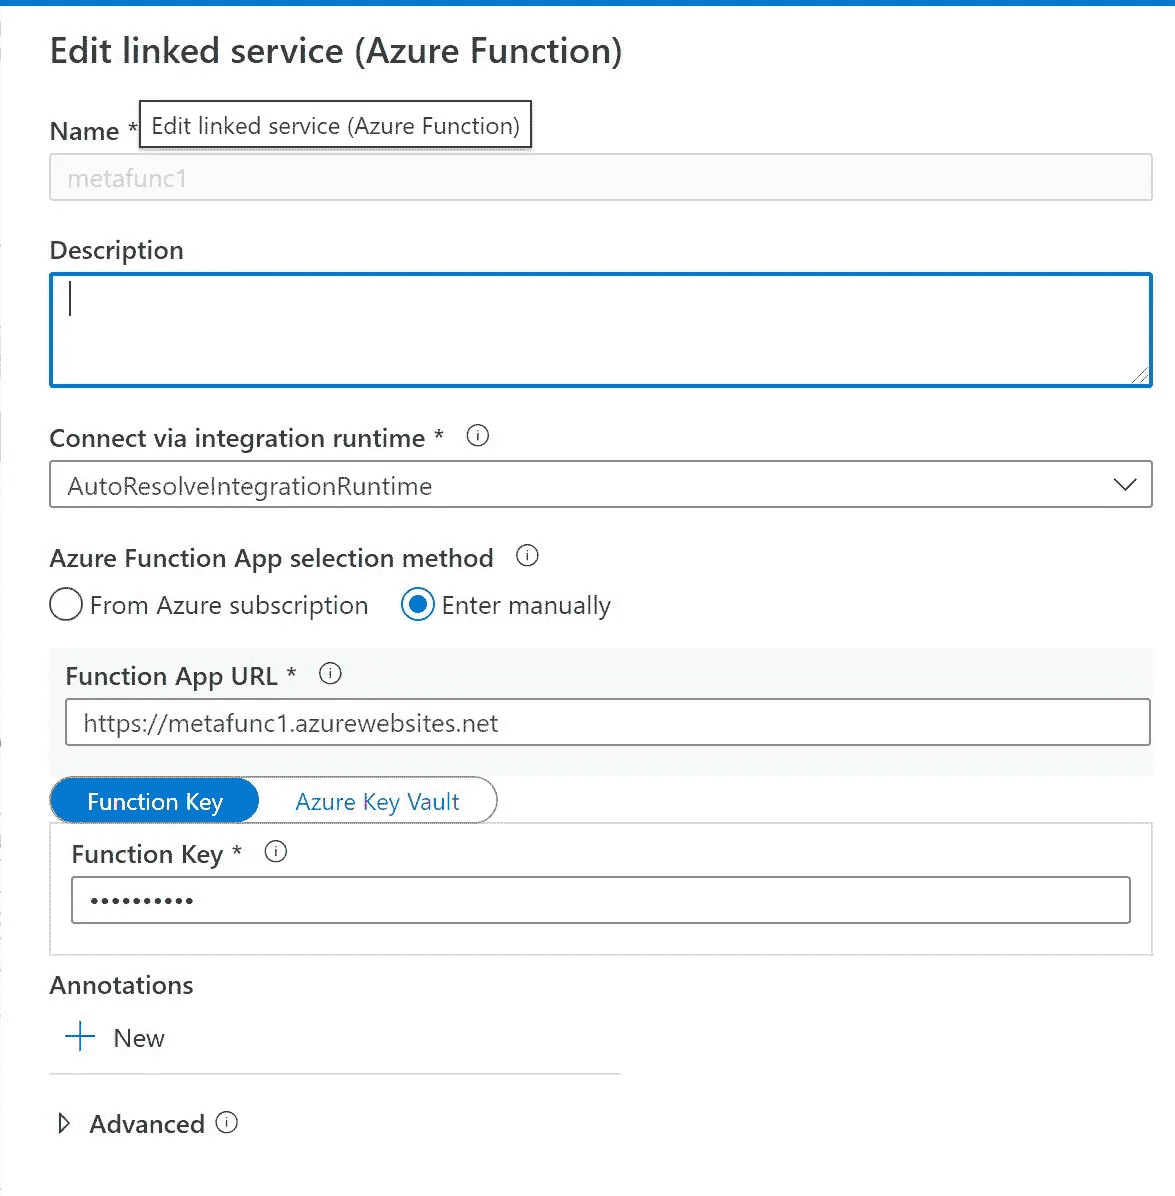 Edit linked service (Azure Function)
Name * Edit linked service (Azure Function)
metafunc1
Description
Connect via integration runtime *
AutoResolveIntegrationRuntime
Azure Function App selection method
From Azure subscription Enter manually
Function App URL *
https://metafunc1.azurewebsites.net
Function Key Azure Key Vault
Function Key *
••••••••••
Annotations
New
Advanced